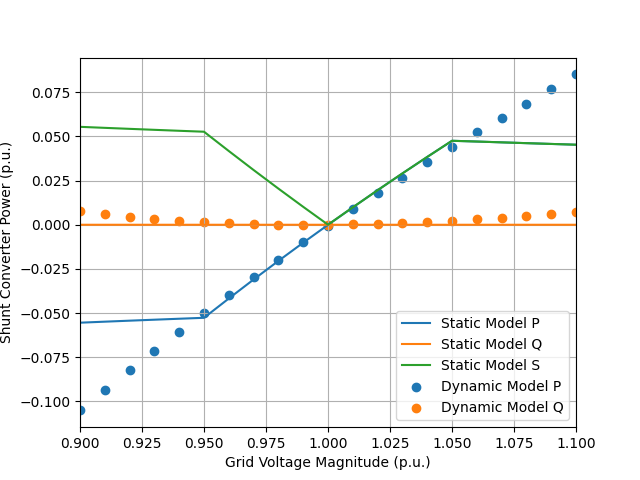 Shunt Converter Power (p.u.)
0.075
0.050
0.025
0.000
−0.025
−0.050
−0.075
−0.100
0.900 0.925 0.950 0.975 1.000 1.025 1.050 1.075 1.100
Grid Voltage Magnitude (p.u.)
Static Model P
Static Model Q
Static Model S
Dynamic Model P
Dynamic Model Q